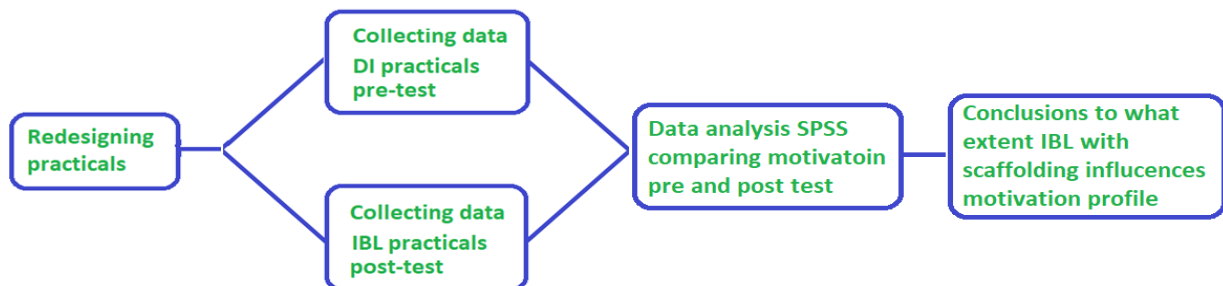 Redesigning
practicals
Collecting data
DI practicals
pre-test
Collecting data
IBL practicals
post-test
Data analysis SPSS
comparing motivatoin
pre and post test
Conclusions to what
extent IBL with
scaffolding influcences
motivation profile